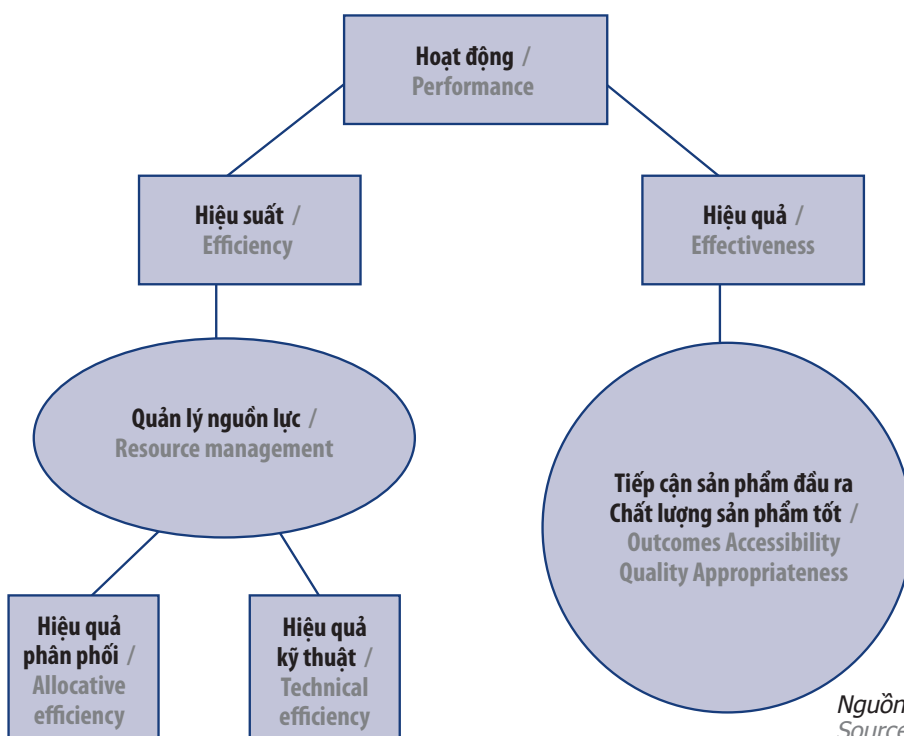 Hoạt động /
Performance
Hiệu suất /
Efficiency
Hiệu quả /
Effectiveness
Quản lý nguồn lực /
Resource management
Tiếp cận sản phẩm đầu ra
Chất lượng sản phẩm tốt /
Outcomes Accessibility
Quality Appropriateness
Hiệu quả
phân phối /
Allocative
efficiency
Hiệu quả
kỹ thuật /
Technical
efficiency
Nguồn
Source